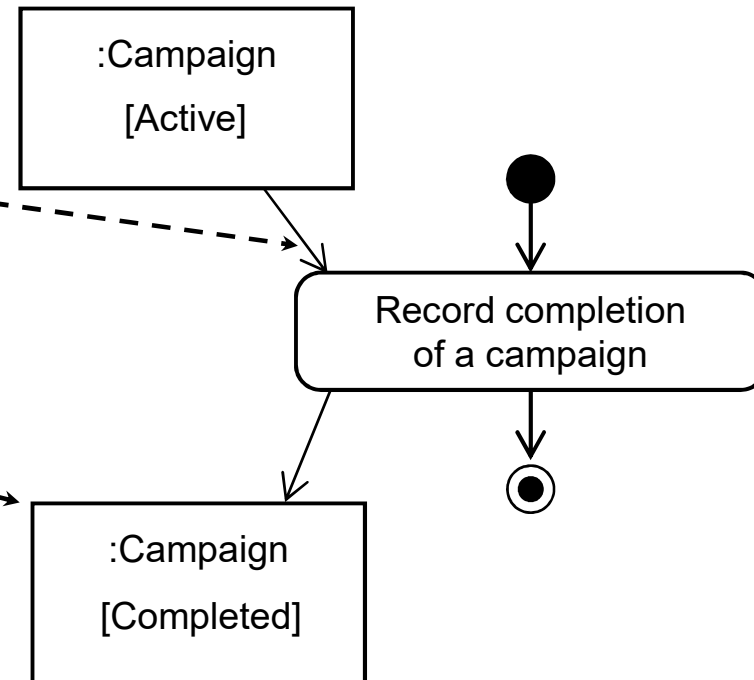 :Campaign
[Active]
Record completion
of a campaign
:Campaign
[Completed]